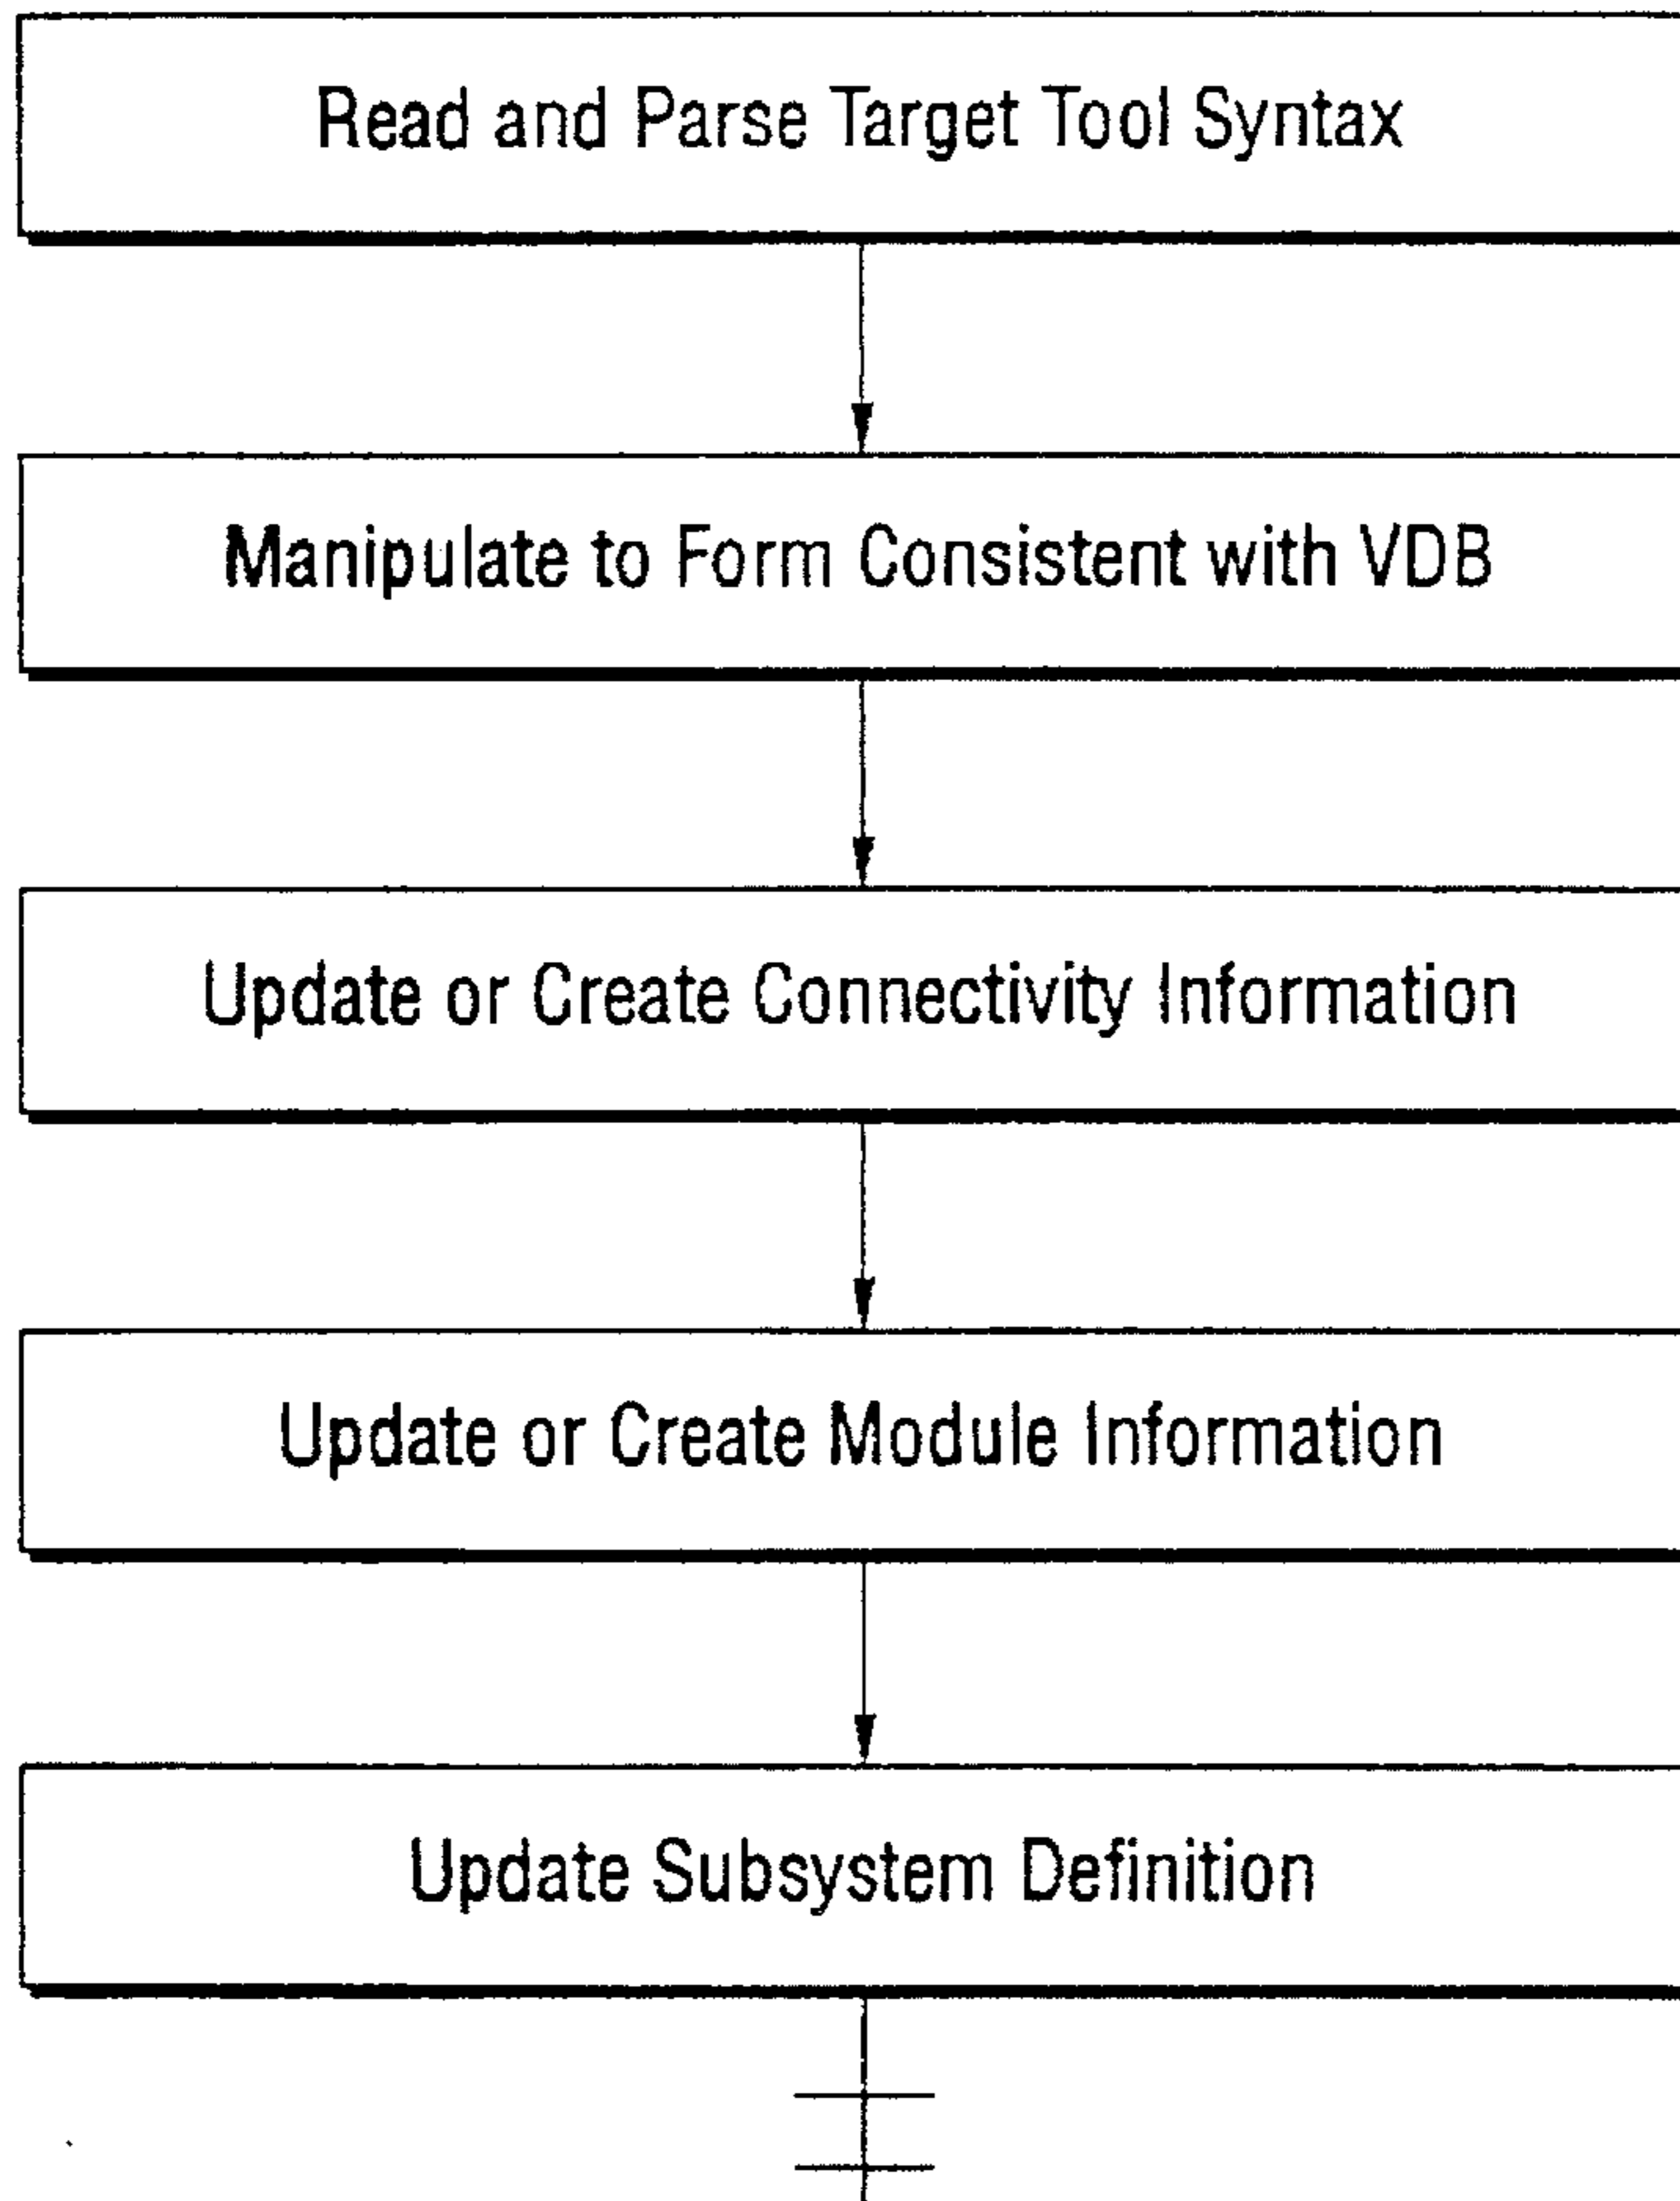 Read and Parse Target Tool Syntax
Manipulate to Form Consistent with VDB
Update or Create Connectivity Information
Update or Create Module Information
Update Subsystem Definition